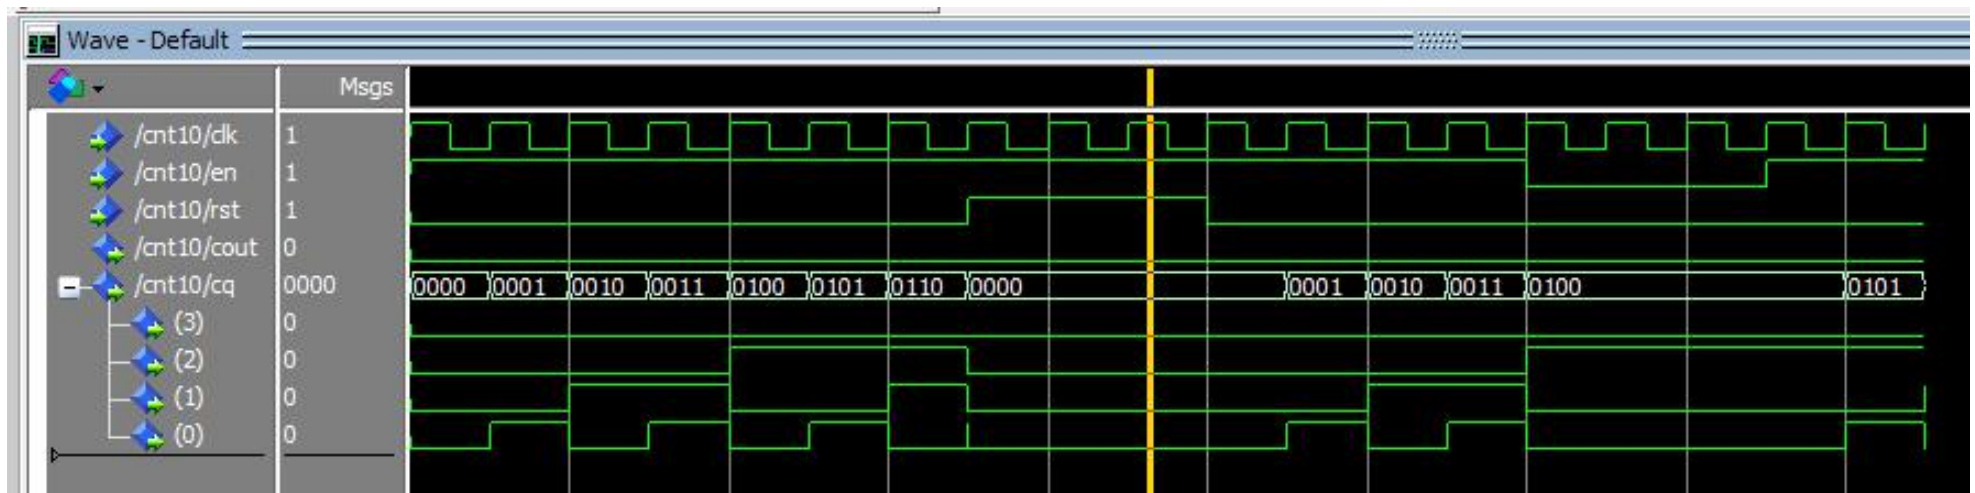 Wave - Default
Msgs
/cnt10/clk 1
/cnt10/en 1
/cnt10/rst 1
/cnt10/cout 0
/cnt10/cq 0000 0000 0001 0010 0011 0100 0101 0110 0000 0001 0010 0011 0100 0101
(3) 0
(2) 0
(1) 0
(0) 0